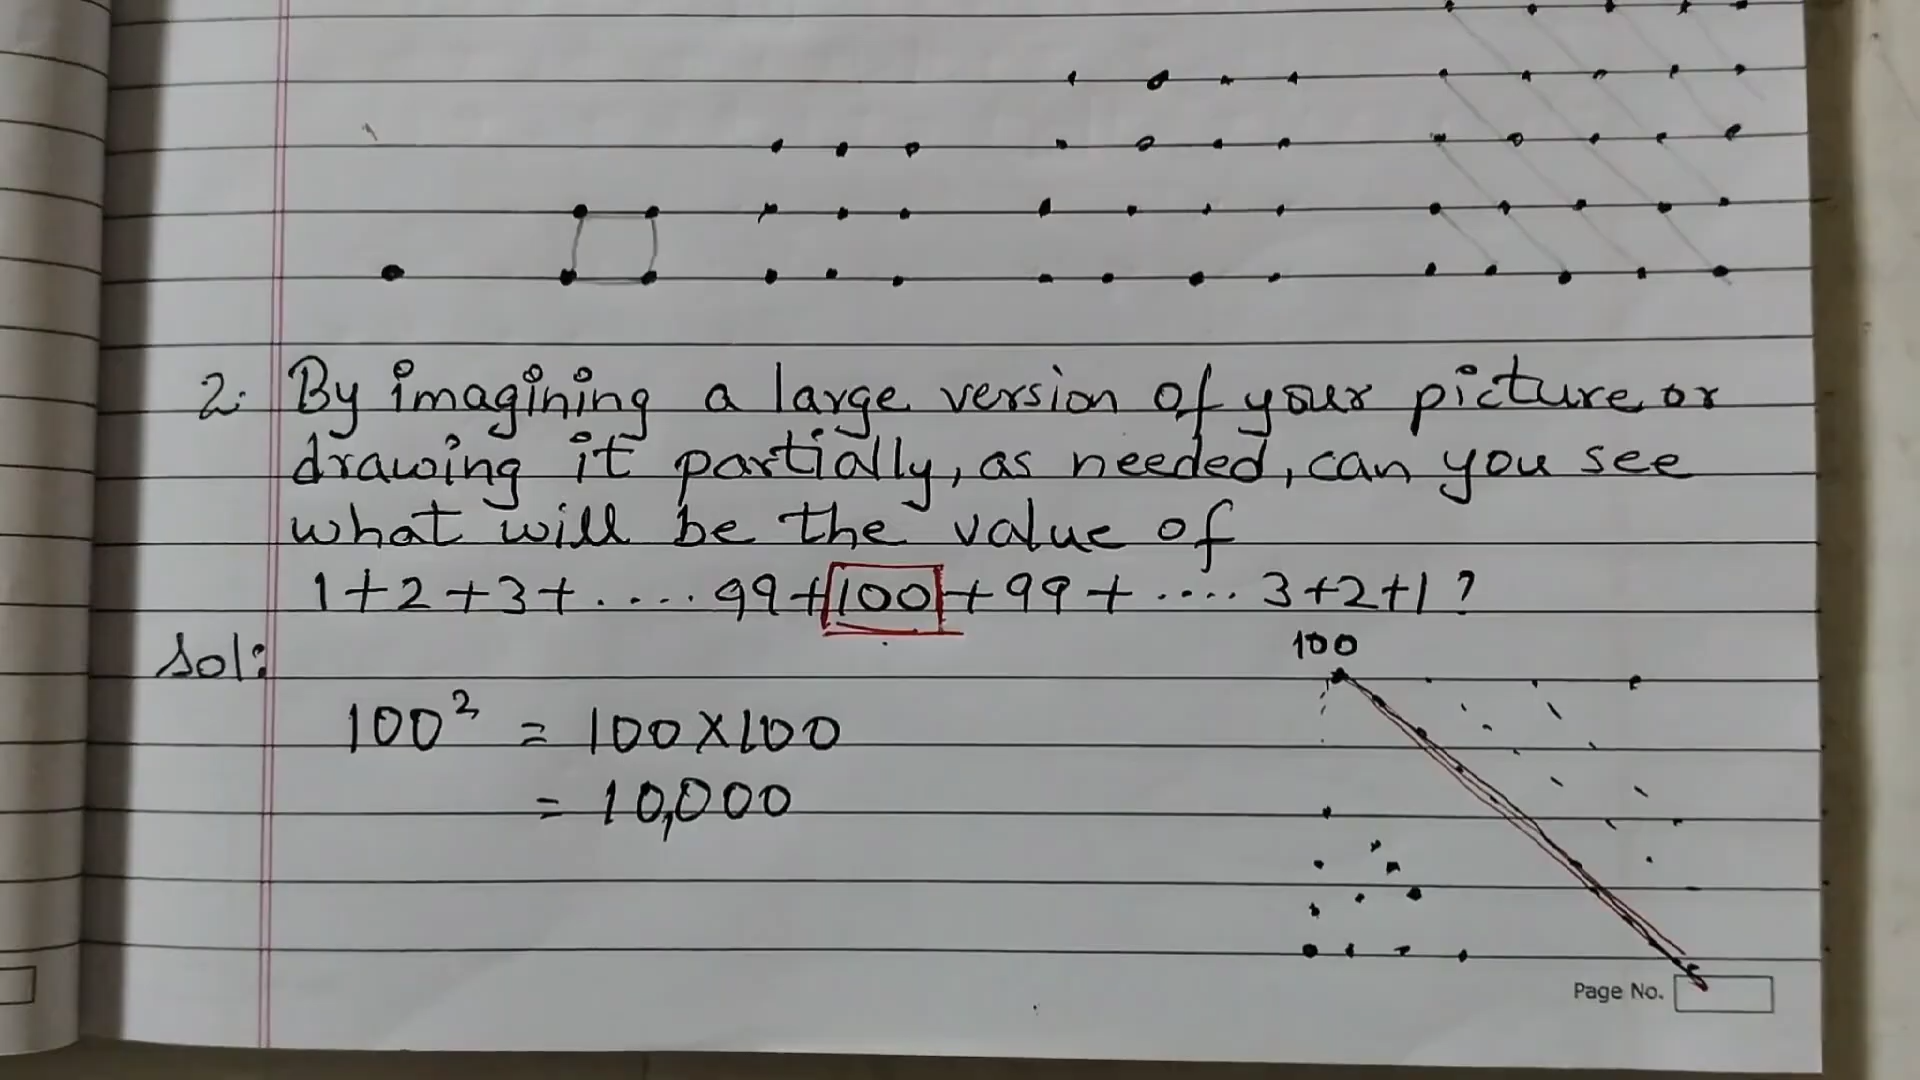 2. By imagining a large version of your picture or
drawing it partially, as needed, can you see
what will be the value of
1+2+3+.....99+100+99+....3+2+1?
Sol:
100
100² = 100×100
= 10,000
Page No.